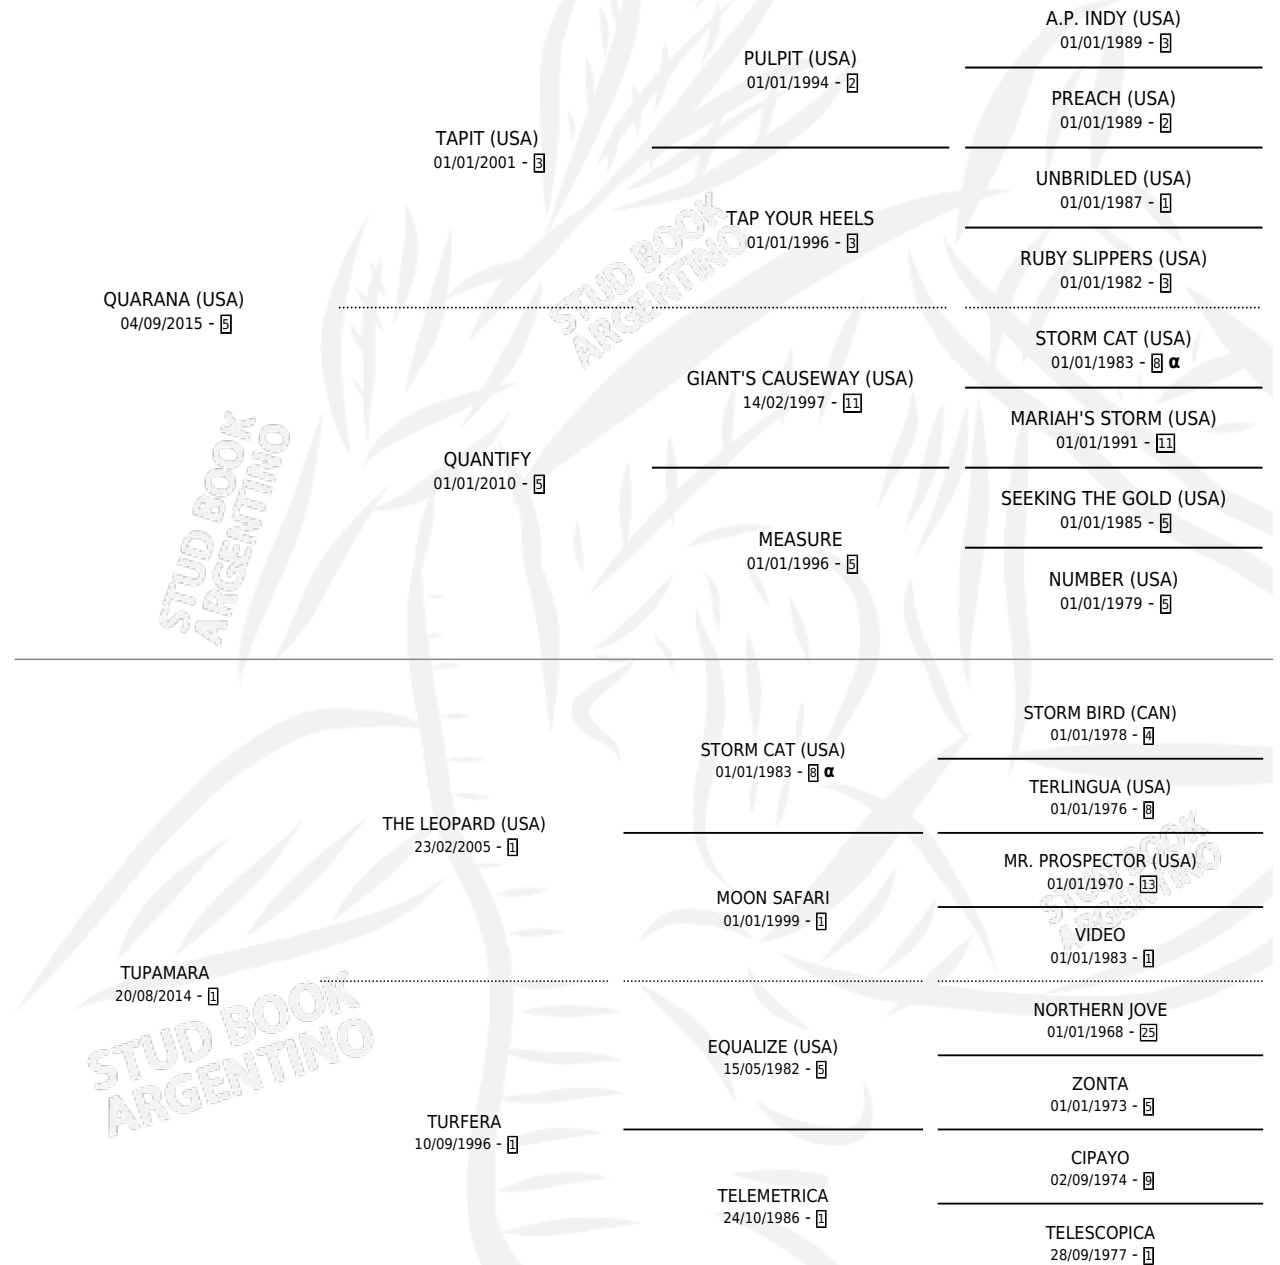 A.P. INDY (USA)
01/01/1989 - 3
PULPIT (USA)
01/01/1994 - 2
PREACH (USA)
01/01/1989 - 2
TAPIT (USA)
01/01/2001 - 3
UNBRIDLED (USA)
01/01/1987 - 1
TAP YOUR HEELS
01/01/1996 - 3
RUBY SLIPPERS (USA)
01/01/1982 - 3
QUARANA (USA)
04/09/2015 - 5
STORM CAT (USA)
01/01/1983 - 8 α
GIANT'S CAUSEWAY (USA)
14/02/1997 - 11
MARIAH'S STORM (USA)
01/01/1991 - 11
QUANTIFY
01/01/2010 - 5
SEEKING THE GOLD (USA)
01/01/1985 - 5
MEASURE
01/01/1996 - 5
NUMBER (USA)
01/01/1979 - 5
STORM BIRD (CAN)
01/01/1978 - 4
STORM CAT (USA)
01/01/1983 - 8 α
TERLINGUA (USA)
01/01/1976 - 8
THE LEOPARD (USA)
23/02/2005 - 1
MR. PROSPECTOR (USA)
01/01/1970 - 13
MOON SAFARI
01/01/1999 - 1
VIDEO
01/01/1983 - 1
TUPAMARA
20/08/2014 - 1
NORTHERN JOVE
01/01/1968 - 25
EQUALIZE (USA)
15/05/1982 - 5
ZONTA
01/01/1973 - 5
TURFERA
10/09/1996 - 1
CIPAYO
02/09/1974 - 9
TELEMETRICA
24/10/1986 - 1
TELESCOPICA
28/09/1977 - 1
STUD BOOK
ARGENTINO
STUD BOOK
ARGENTINO
STUD BOOK
ARGENTINO
STUD BOOK
ARGENTINO